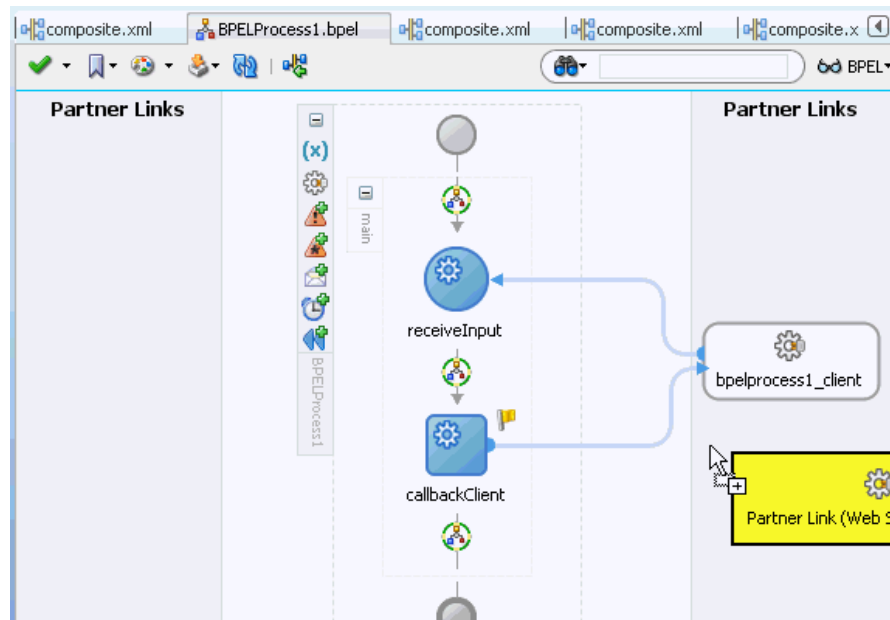 composite.xml
BPELProcess1.bpel
composite.xml
composite.xml
composite.x
BPEL
Partner Links
Partner Links
(x)
main
receiveInput
BPELProcess1
bpelprocess1_client
callbackClient
Partner Link (Web S